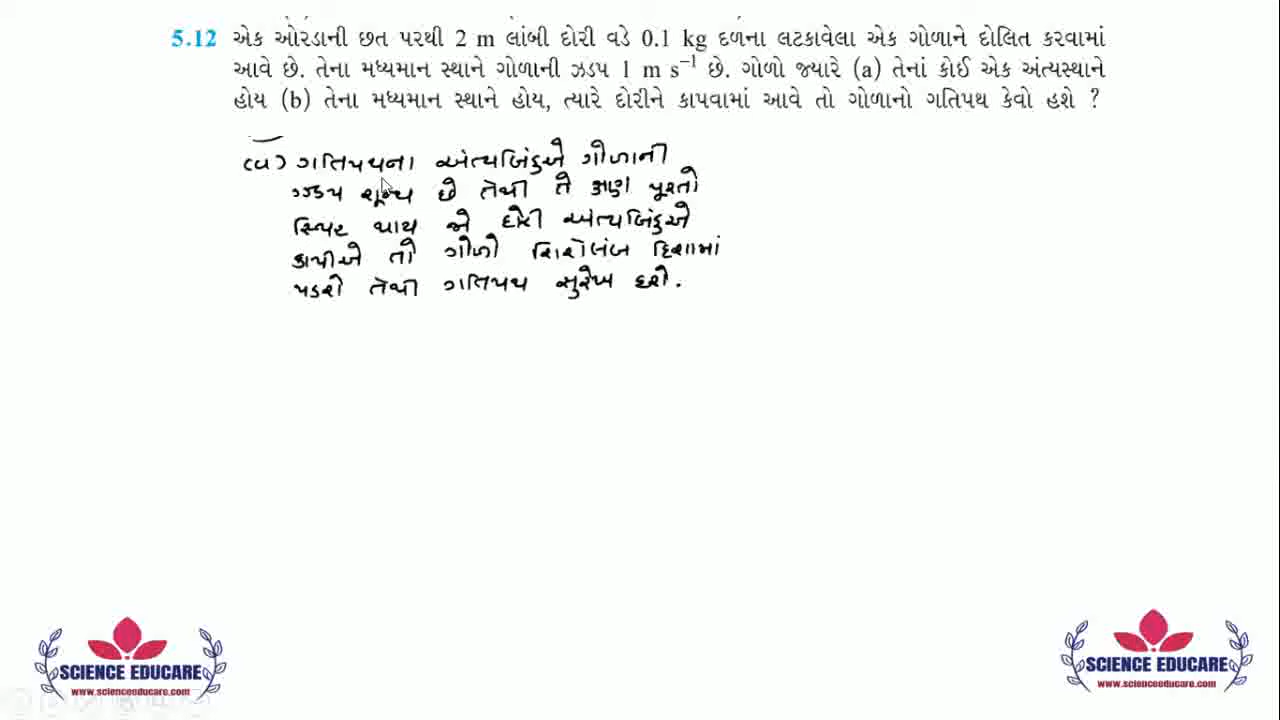 5.12 એક ઓરડાની છત પરથી 2 m લાંબી દોરી વડે 0.1 kg દળના લટકાવેલા એક ગોળાને દોલિત કરવામાં
આવે છે. તેના મધ્યમાન સ્થાને ગોળાની ઝડપ 1 m s⁻¹ છે. ગોળો જ્યારે (a) તેનાં કોઈ એક અંત્યસ્થાને
હોય (b) તેના મધ્યમાન સ્થાને હોય, ત્યારે દોરીને કાપવામાં આવે તો ગોળાનો ગતિપથ કેવો હશે ?
(a) ગતિપથના અંત્યબિંદુએ ગોળાની
ઝડપ શૂન્ય છે તેથી તે ક્ષણ પૂરતો
સ્થિર થાય જો દોરી અંત્યબિંદુએ
કાપીએ તો ગોળો શિરોલંબ દિશામાં
પડશે તેથી ગતિપથ સુરેખ હશે.
SCIENCE EDUCARE
www.scienceeducare.com
SCIENCE EDUCARE
www.scienceeducare.com